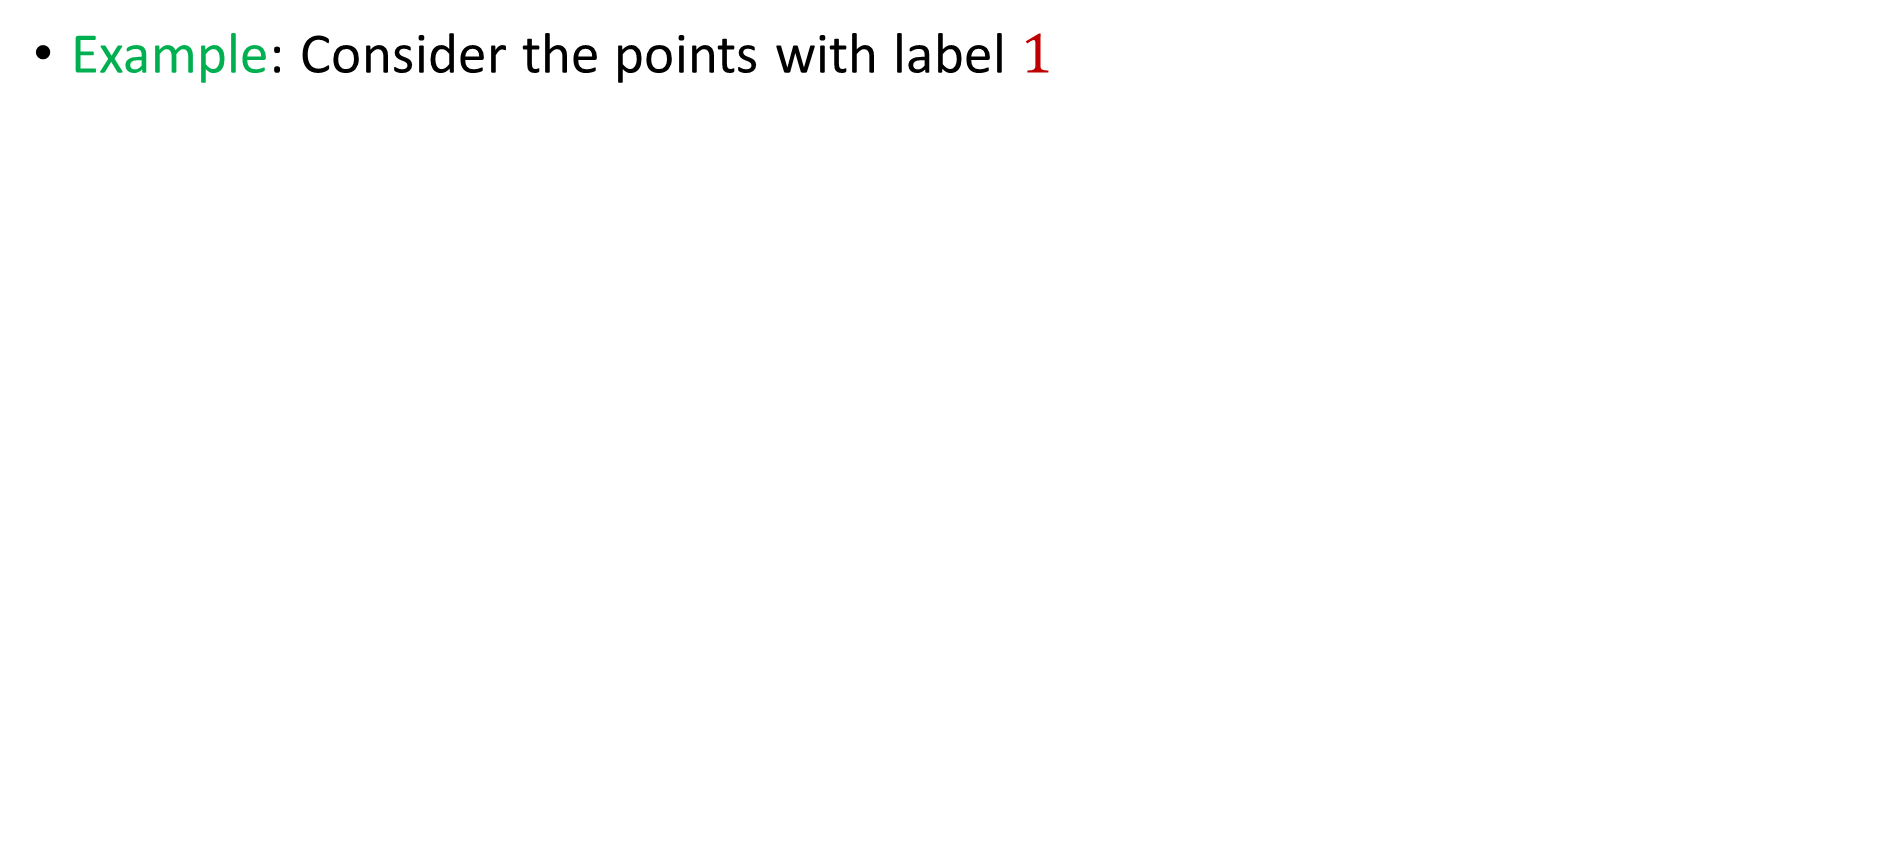 • Example: Consider the points with label 1